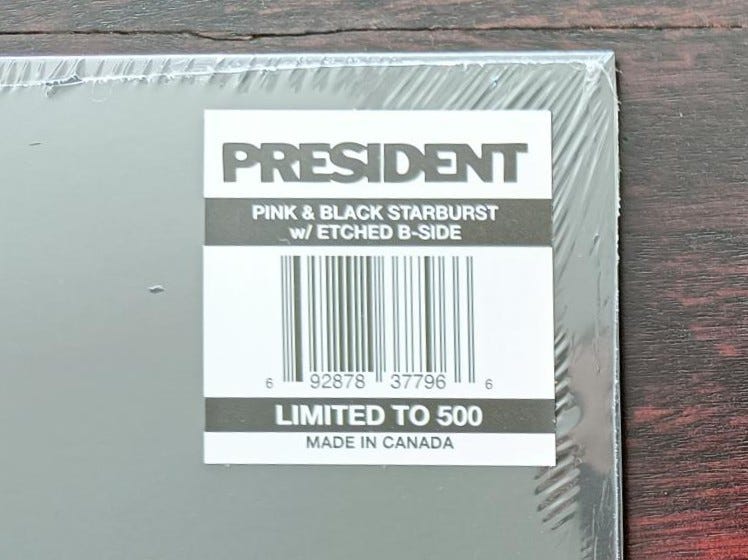 PRESIDENT
PINK & BLACK STARBURST
w/ ETCHED B-SIDE
6 92878 37796 6
LIMITED TO 500
MADE IN CANADA